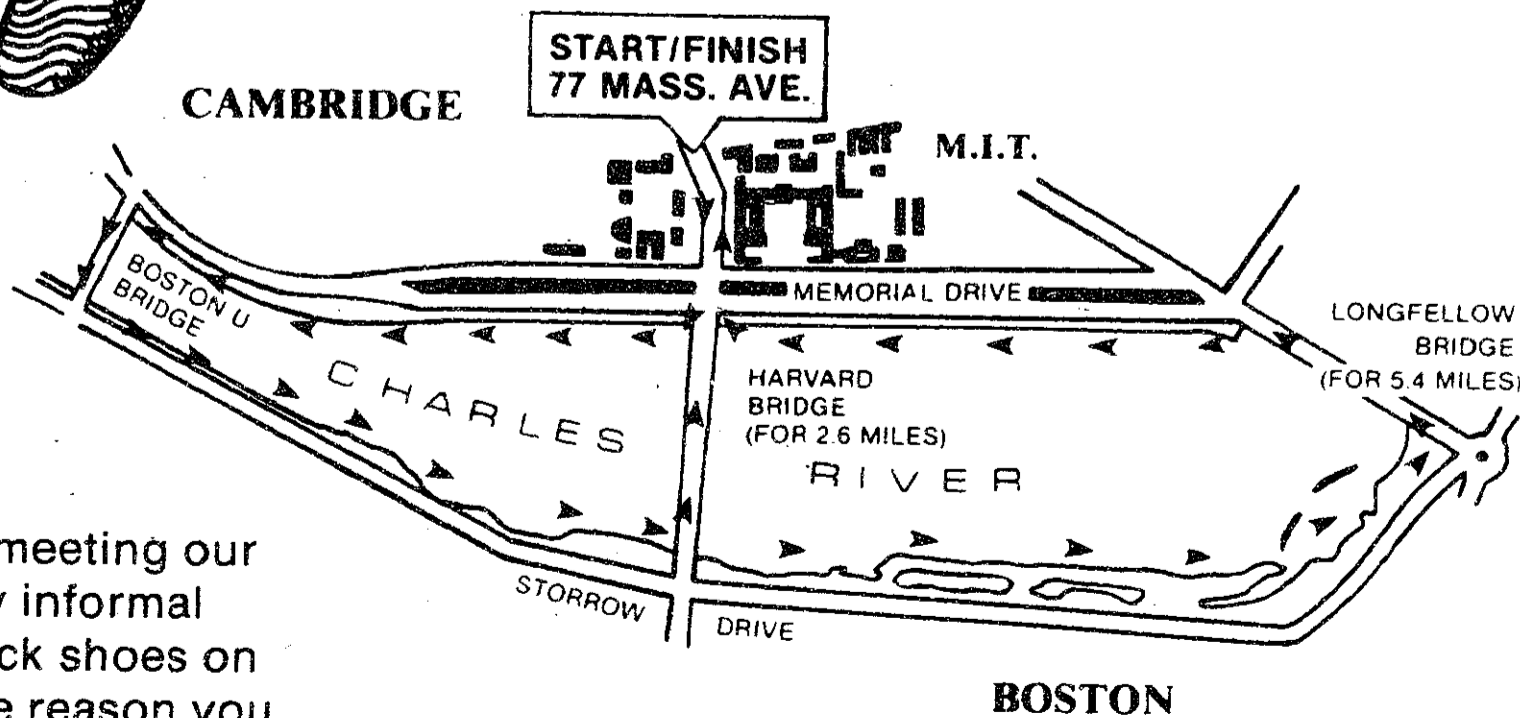 START/FINISH
77 MASS. AVE.
CAMBRIDGE
M.I.T.
BOSTON U
BRIDGE
MEMORIAL DRIVE
LONGFELLOW
BRIDGE
(FOR 5.4 MILES)
CHARLES
HARVARD
BRIDGE
(FOR 2.6 MILES)
RIVER
meeting our
informal
ck shoes on
reason you
STORROW
DRIVE
BOSTON